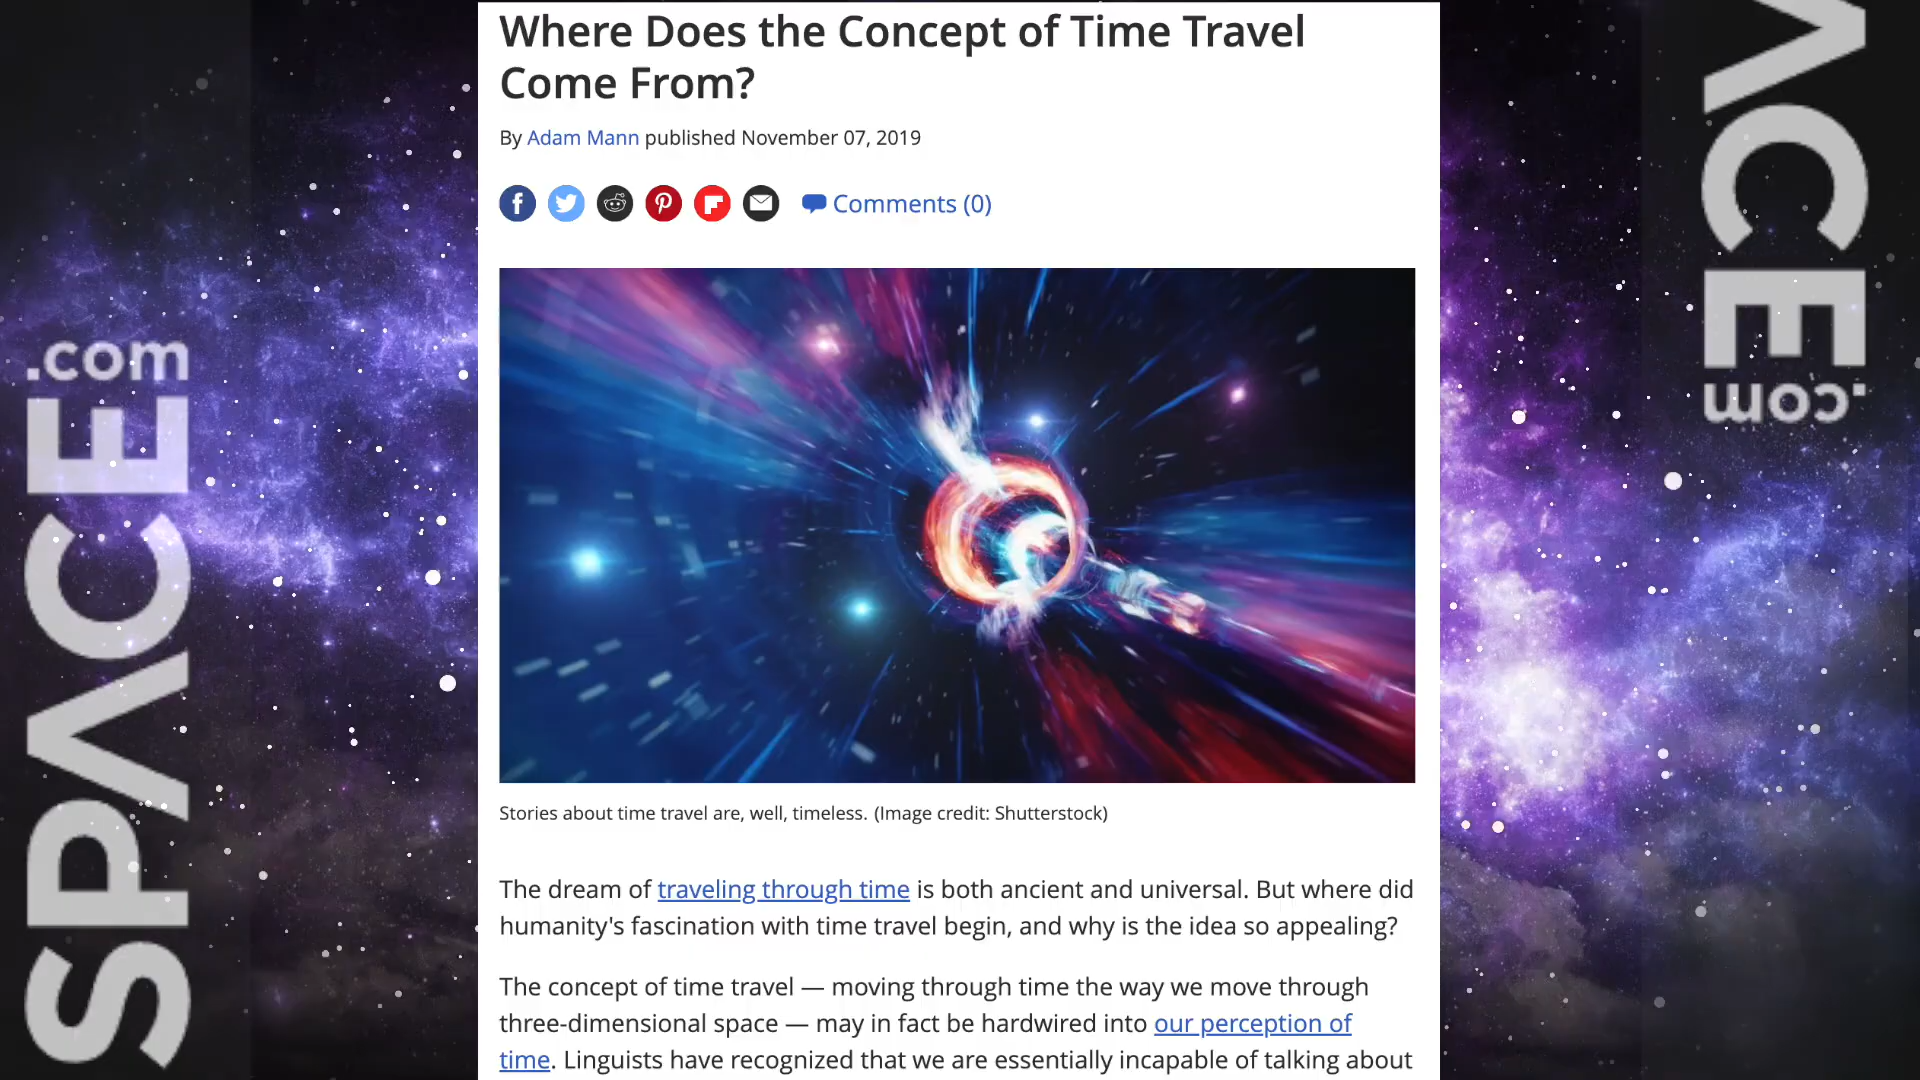 Where Does the Concept of Time Travel
Come From?
By Adam Mann published November 07, 2019
Comments (0)
Stories about time travel are, well, timeless. (Image credit: Shutterstock)
The dream of traveling through time is both ancient and universal. But where did
humanity's fascination with time travel begin, and why is the idea so appealing?
The concept of time travel — moving through time the way we move through
three-dimensional space — may in fact be hardwired into our perception of
time. Linguists have recognized that we are essentially incapable of talking about
SPACE.com
ACE.com